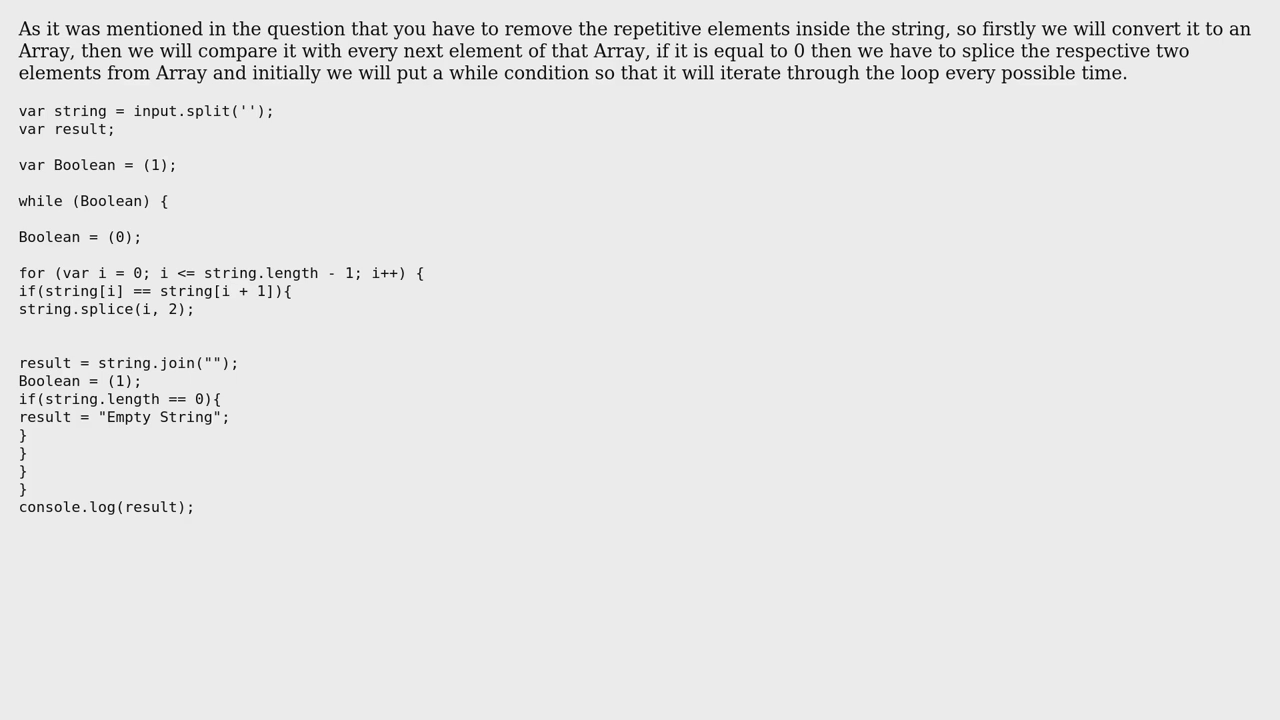 As it was mentioned in the question that you have to remove the repetitive elements inside the string, so firstly we will convert it to an
Array, then we will compare it with every next element of that Array, if it is equal to 0 then we have to splice the respective two
elements from Array and initially we will put a while condition so that it will iterate through the loop every possible time.
var string = input.split('');
var result;
var Boolean = (1);
while (Boolean) {
Boolean = (0);
for (var i = 0; i <= string.length - 1; i++) {
if(string[i] == string[i + 1]){
string.splice(i, 2);
result = string.join("");
Boolean = (1);
if(string.length == 0){
result = "Empty String";
}
}
}
}
console.log(result);